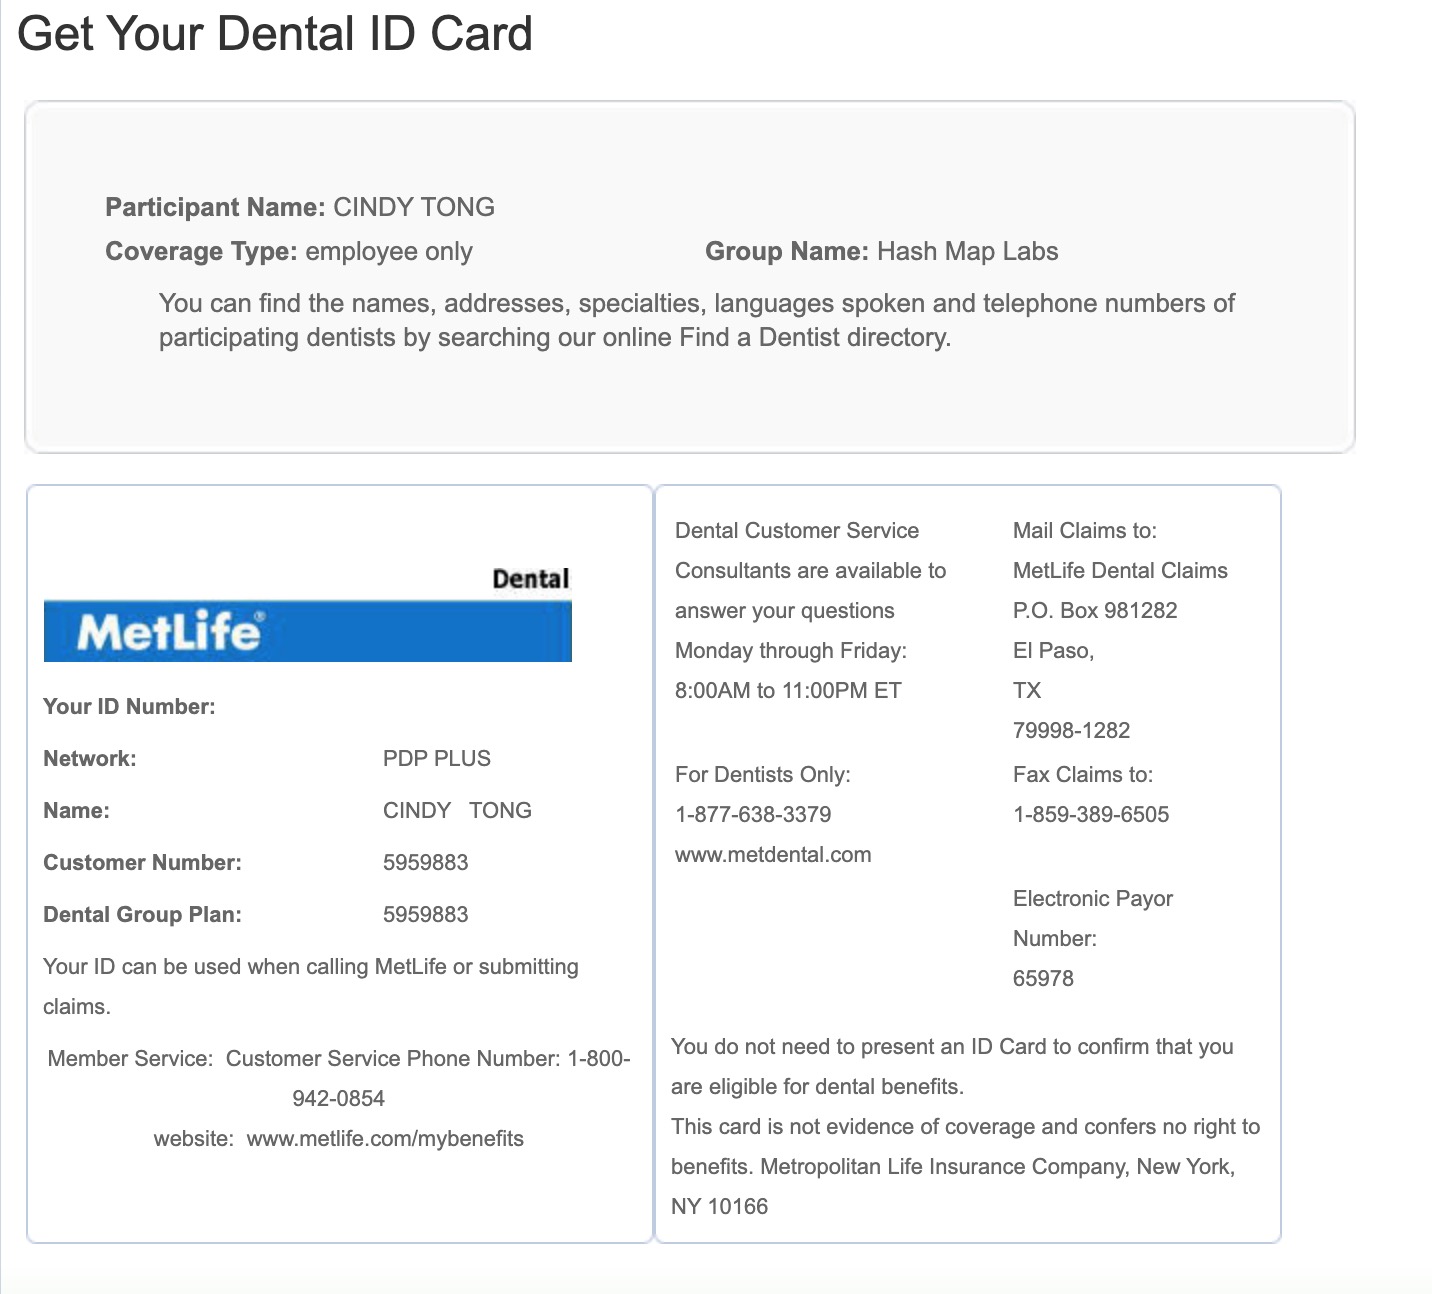 Get Your Dental ID Card
Participant Name: CINDY TONG
Coverage Type: employee only
Group Name: Hash Map Labs
You can find the names, addresses, specialties, languages spoken and telephone numbers of
participating dentists by searching our online Find a Dentist directory.
Dental
MetLife®
Your ID Number:
Network: PDP PLUS
Name: CINDY TONG
Customer Number: 5959883
Dental Group Plan: 5959883
Your ID can be used when calling MetLife or submitting
claims.
Member Service: Customer Service Phone Number: 1-800-
942-0854
website: www.metlife.com/mybenefits
Dental Customer Service
Consultants are available to
answer your questions
Monday through Friday:
8:00AM to 11:00PM ET
For Dentists Only:
1-877-638-3379
www.metdental.com
Mail Claims to:
MetLife Dental Claims
P.O. Box 981282
El Paso,
TX
79998-1282
Fax Claims to:
1-859-389-6505
Electronic Payor
Number:
65978
You do not need to present an ID Card to confirm that you
are eligible for dental benefits.
This card is not evidence of coverage and confers no right to
benefits. Metropolitan Life Insurance Company, New York,
NY 10166